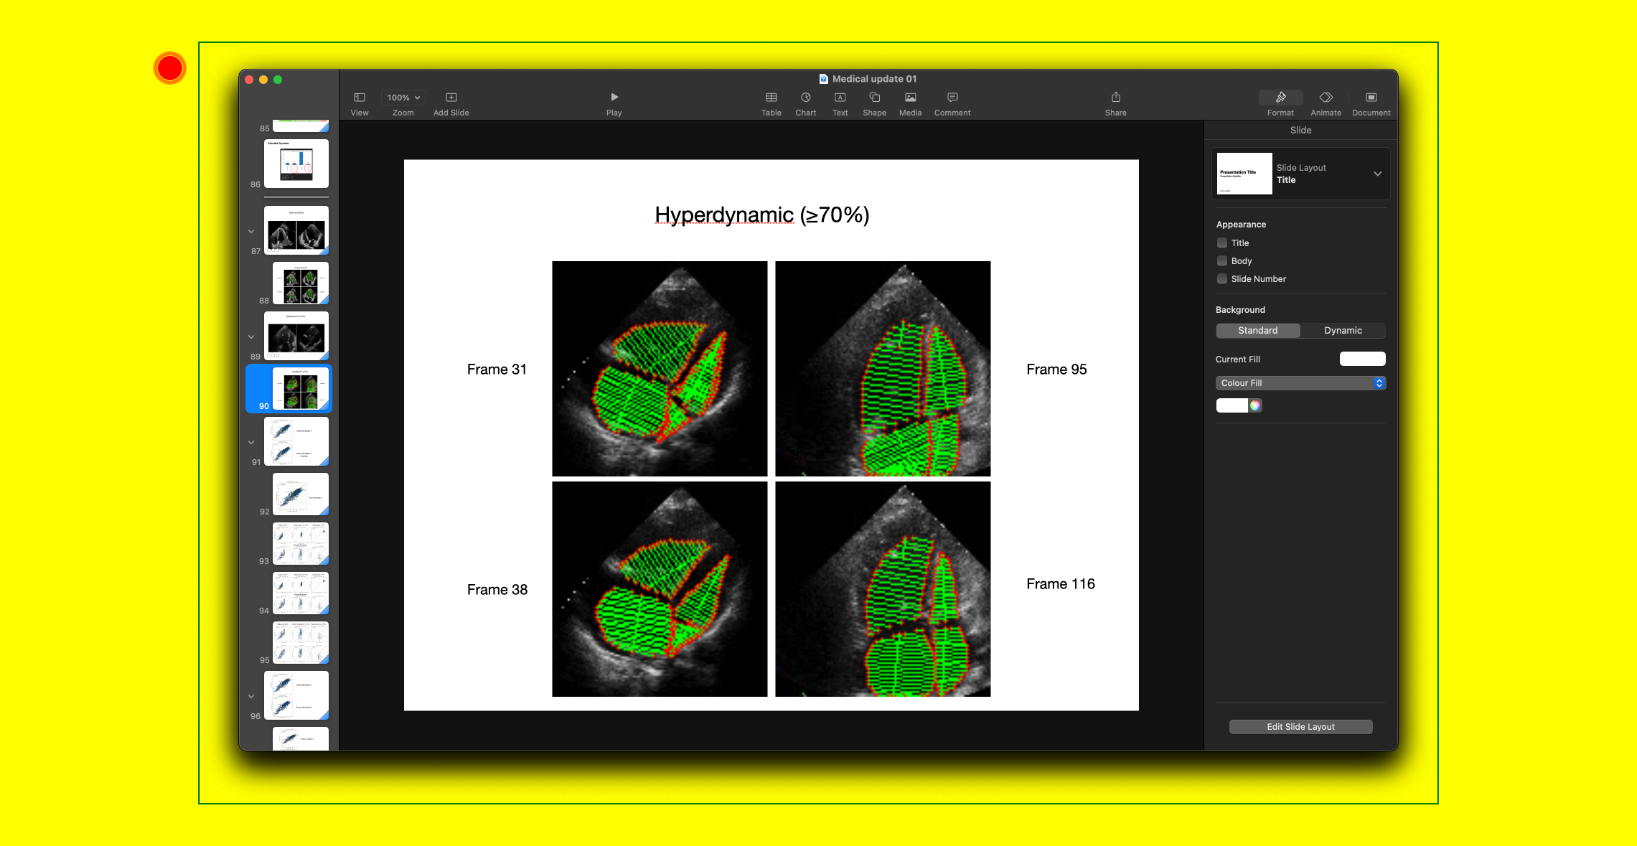 Medical update 01
100%
View
Zoom
Add Slide
Play
Table
Chart
Text
Shape
Media
Comment
Share
Format
Animate
Document
85
86
87
88
89
90
91
92
93
94
95
96
Hyperdynamic (≥70%)
Frame 31
Frame 95
Frame 38
Frame 116
Slide
Presentation Title
Slide Layout
Title
Appearance
Title
Body
Slide Number
Background
Standard
Dynamic
Current Fill
Colour Fill
Edit Slide Layout